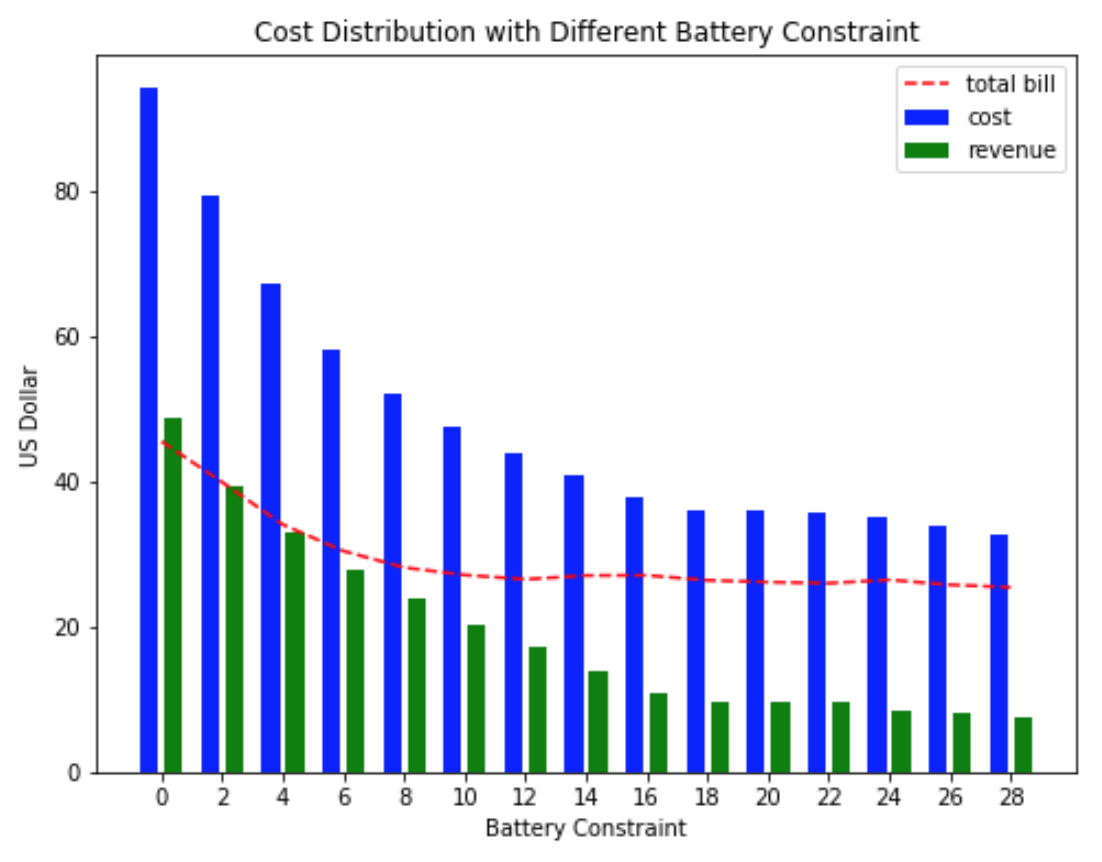 Cost Distribution with Different Battery Constraint
total bill
cost
revenue
US Dollar
80
60
40
20
0
0 2 4 6 8 10 12 14 16 18 20 22 24 26 28
Battery Constraint